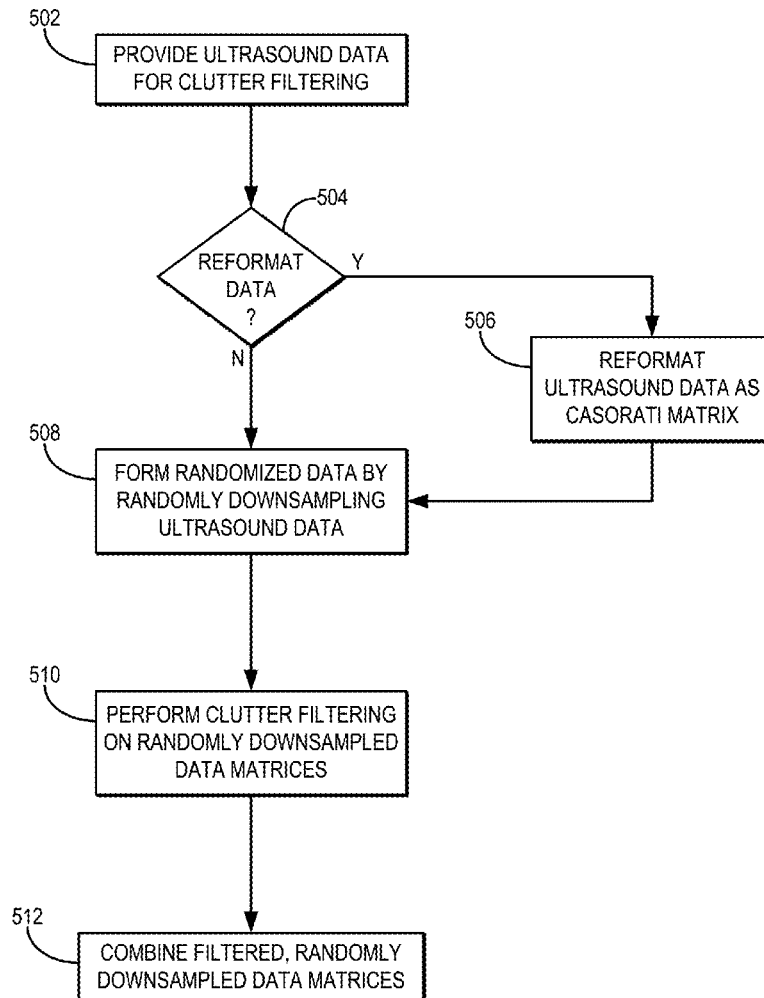 502
PROVIDE ULTRASOUND DATA
FOR CLUTTER FILTERING
504
REFORMAT
DATA
?
Y
N
506
REFORMAT
ULTRASOUND DATA AS
CASORATI MATRIX
508
FORM RANDOMIZED DATA BY
RANDOMLY DOWNSAMPLING
ULTRASOUND DATA
510
PERFORM CLUTTER FILTERING
ON RANDOMLY DOWNSAMPLED
DATA MATRICES
512
COMBINE FILTERED, RANDOMLY
DOWNSAMPLED DATA MATRICES